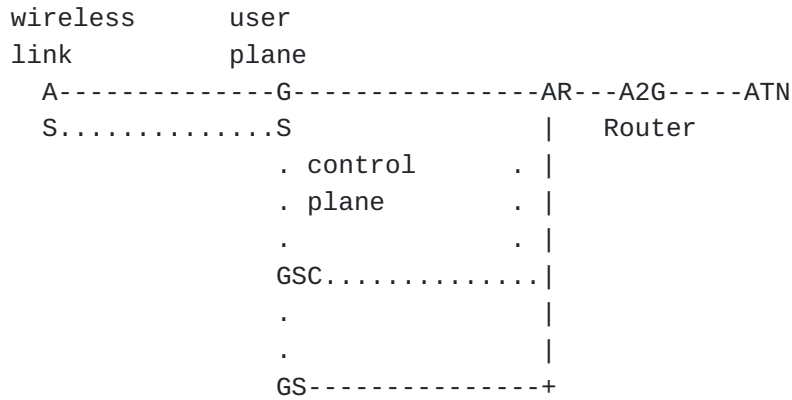 wireless      user
link          plane
  A--------------G----------------AR---A2G-----ATN
  S..............S                |   Router
                 . control      . |
                 . plane        . |
                 .              . |
                 GSC..............|
                 .                |
                 .                |
                 GS---------------+